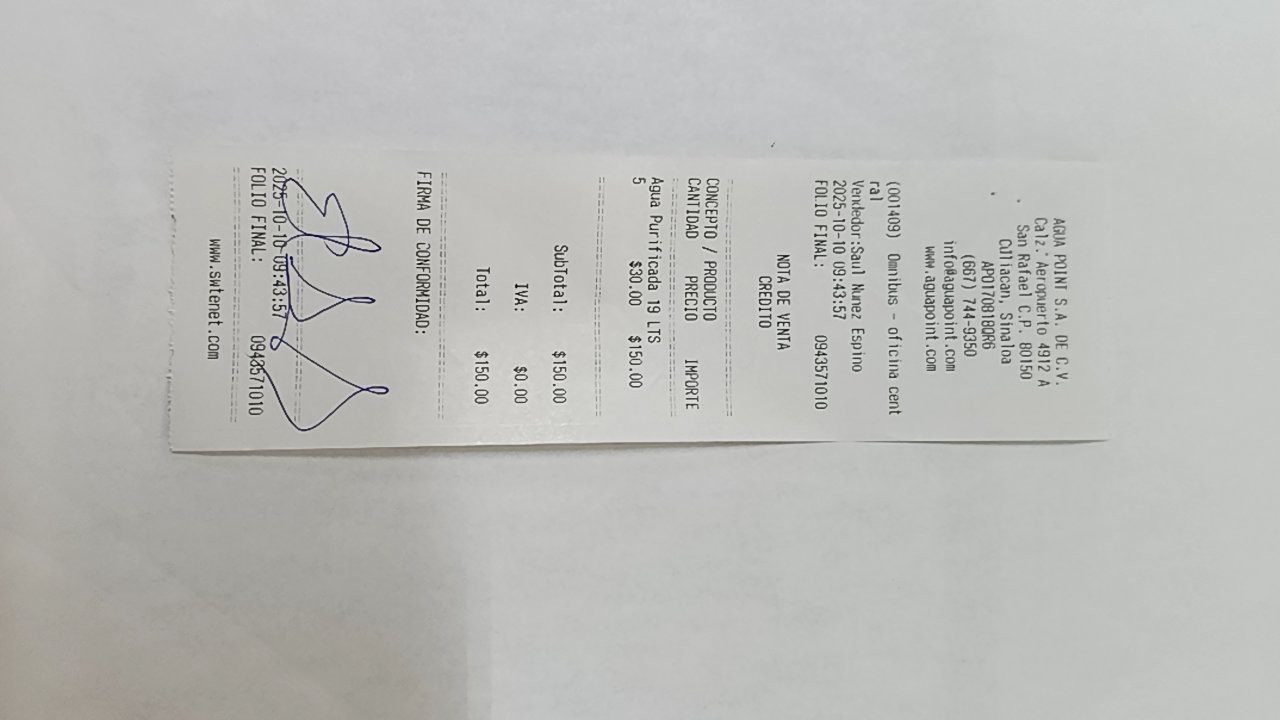 AGUA POINT S.A. DE C.V.
Calz. Aeropuerto 4912 A
San Rafael C.P. 80150
Culiacan, Sinaloa
APO170818QR6
(667) 744-9350
info@aguapoint.com
www.aguapoint.com
(001409) Omnibus - oficina cent
ral
Vendedor:Saul Nunez Espino
2025-10-10 09:43:57
FOLIO FINAL: 0943571010
NOTA DE VENTA
CREDITO
CONCEPTO / PRODUCTO
CANTIDAD PRECIO IMPORTE
Agua Purificada 19 LTS
5 $30.00 $150.00
SubTotal: $150.00
IVA: $0.00
Total: $150.00
FIRMA DE CONFORMIDAD:
2025-10-10 09:43:57
FOLIO FINAL: 0943571010
www.swtenet.com